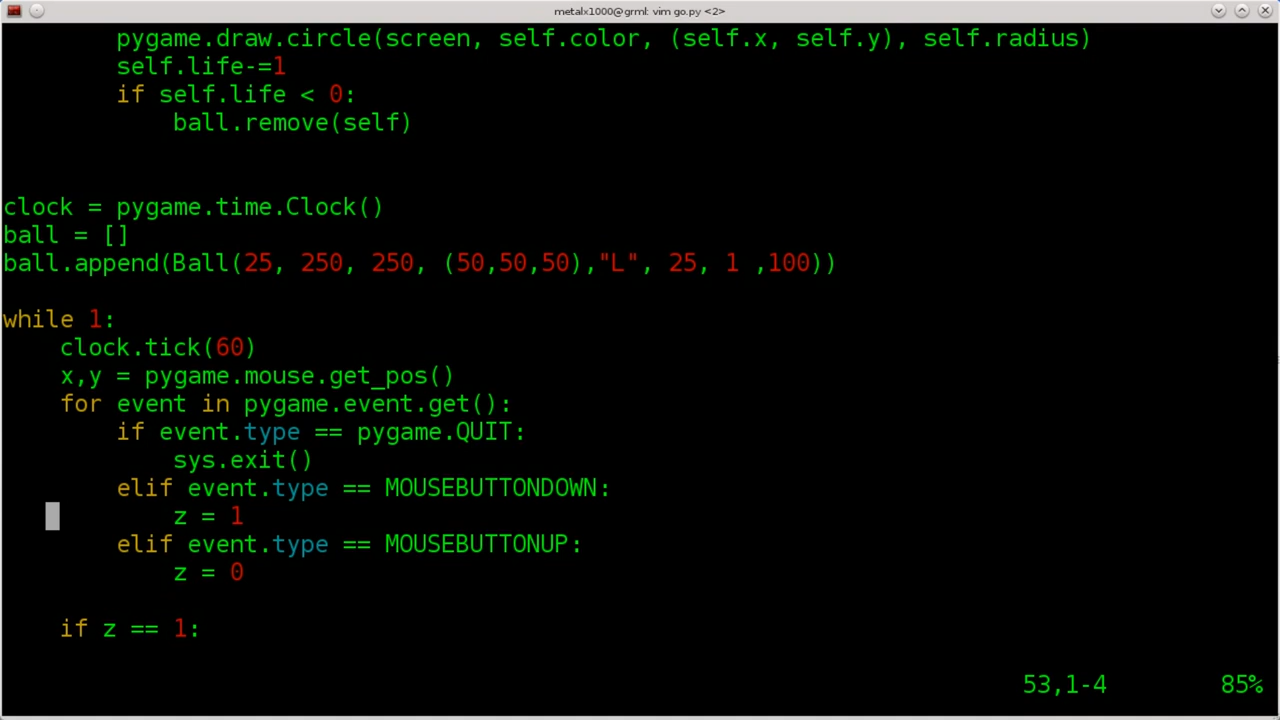 metalx1000@grml: vim go.py <2>
pygame.draw.circle(screen, self.color, (self.x, self.y), self.radius)
self.life-=1
if self.life < 0:
ball.remove(self)
clock = pygame.time.Clock()
ball = []
ball.append(Ball(25, 250, 250, (50,50,50),"L", 25, 1 ,100))
while 1:
clock.tick(60)
x,y = pygame.mouse.get_pos()
for event in pygame.event.get():
if event.type == pygame.QUIT:
sys.exit()
elif event.type == MOUSEBUTTONDOWN:
z = 1
elif event.type == MOUSEBUTTONUP:
z = 0
if z == 1:
53,1-4 85%